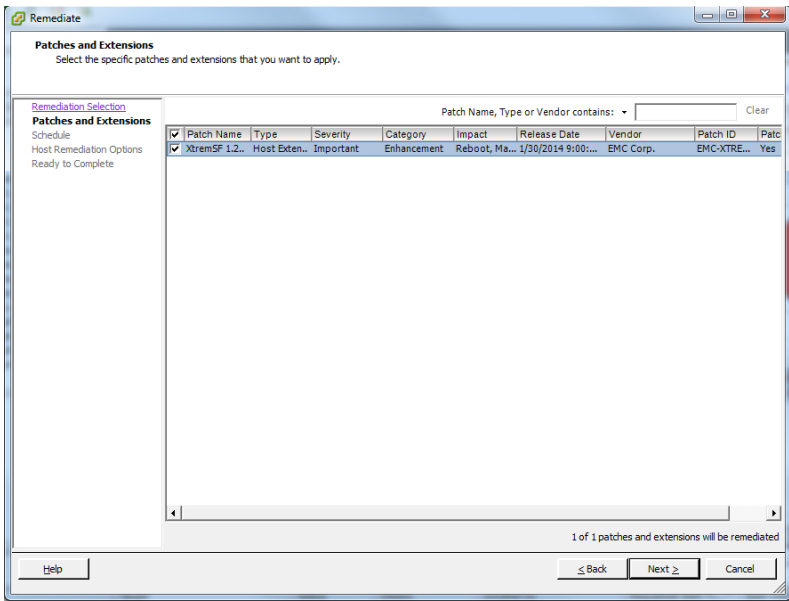 Remediate
Patches and Extensions
Select the specific patches and extensions that you want to apply.
Remediation Selection
Patches and Extensions
Schedule
Host Remediation Options
Ready to Complete
Patch Name, Type or Vendor contains: Clear
Patch Name Type Severity Category Impact Release Date Vendor Patch ID Patc
XtremSF 1.2.. Host Exten.. Important Enhancement Reboot, Ma... 1/30/2014 9:00:... EMC Corp. EMC-XTRE... Yes
1 of 1 patches and extensions will be remediated
Help < Back Next > Cancel